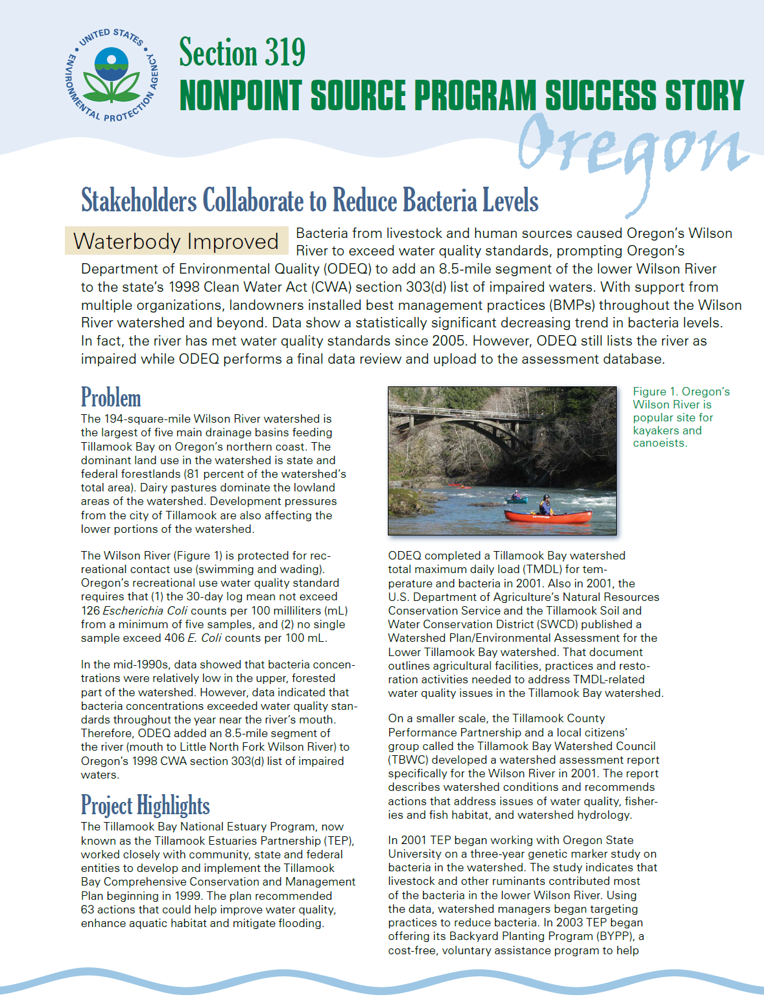 UNITED STATES
ENVIRONMENTAL PROTECTION AGENCY
Section 319
NONPOINT SOURCE PROGRAM SUCCESS STORY
Oregon
Stakeholders Collaborate to Reduce Bacteria Levels
Waterbody Improved
Bacteria from livestock and human sources caused Oregon's Wilson
River to exceed water quality standards, prompting Oregon's
Department of Environmental Quality (ODEQ) to add an 8.5-mile segment of the lower Wilson River
to the state's 1998 Clean Water Act (CWA) section 303(d) list of impaired waters. With support from
multiple organizations, landowners installed best management practices (BMPs) throughout the Wilson
River watershed and beyond. Data show a statistically significant decreasing trend in bacteria levels.
In fact, the river has met water quality standards since 2005. However, ODEQ still lists the river as
impaired while ODEQ performs a final data review and upload to the assessment database.
Problem
The 194-square-mile Wilson River watershed is
the largest of five main drainage basins feeding
Tillamook Bay on Oregon's northern coast. The
dominant land use in the watershed is state and
federal forestlands (81 percent of the watershed's
total area). Dairy pastures dominate the lowland
areas of the watershed. Development pressures
from the city of Tillamook are also affecting the
lower portions of the watershed.
The Wilson River (Figure 1) is protected for rec-
reational contact use (swimming and wading).
Oregon's recreational use water quality standard
requires that (1) the 30-day log mean not exceed
126 Escherichia Coli counts per 100 milliliters (mL)
from a minimum of five samples, and (2) no single
sample exceed 406 E. Coli counts per 100 mL.
In the mid-1990s, data showed that bacteria concen-
trations were relatively low in the upper, forested
part of the watershed. However, data indicated that
bacteria concentrations exceeded water quality stan-
dards throughout the year near the river's mouth.
Therefore, ODEQ added an 8.5-mile segment of
the river (mouth to Little North Fork Wilson River) to
Oregon's 1998 CWA section 303(d) list of impaired
waters.
Project Highlights
The Tillamook Bay National Estuary Program, now
known as the Tillamook Estuaries Partnership (TEP),
worked closely with community, state and federal
entities to develop and implement the Tillamook
Bay Comprehensive Conservation and Management
Plan beginning in 1999. The plan recommended
63 actions that could help improve water quality,
enhance aquatic habitat and mitigate flooding.
Figure 1. Oregon's
Wilson River is
popular site for
kayakers and
canoeists.
ODEQ completed a Tillamook Bay watershed
total maximum daily load (TMDL) for tem-
perature and bacteria in 2001. Also in 2001, the
U.S. Department of Agriculture's Natural Resources
Conservation Service and the Tillamook Soil and
Water Conservation District (SWCD) published a
Watershed Plan/Environmental Assessment for the
Lower Tillamook Bay watershed. That document
outlines agricultural facilities, practices and resto-
ration activities needed to address TMDL-related
water quality issues in the Tillamook Bay watershed.
On a smaller scale, the Tillamook County
Performance Partnership and a local citizens'
group called the Tillamook Bay Watershed Council
(TBWC) developed a watershed assessment report
specifically for the Wilson River in 2001. The report
describes watershed conditions and recommends
actions that address issues of water quality, fisher-
ies and fish habitat, and watershed hydrology.
In 2001 TEP began working with Oregon State
University on a three-year genetic marker study on
bacteria in the watershed. The study indicates that
livestock and other ruminants contributed most
of the bacteria in the lower Wilson River. Using
the data, watershed managers began targeting
practices to reduce bacteria. In 2003 TEP began
offering its Backyard Planting Program (BYPP), a
cost-free, voluntary assistance program to help